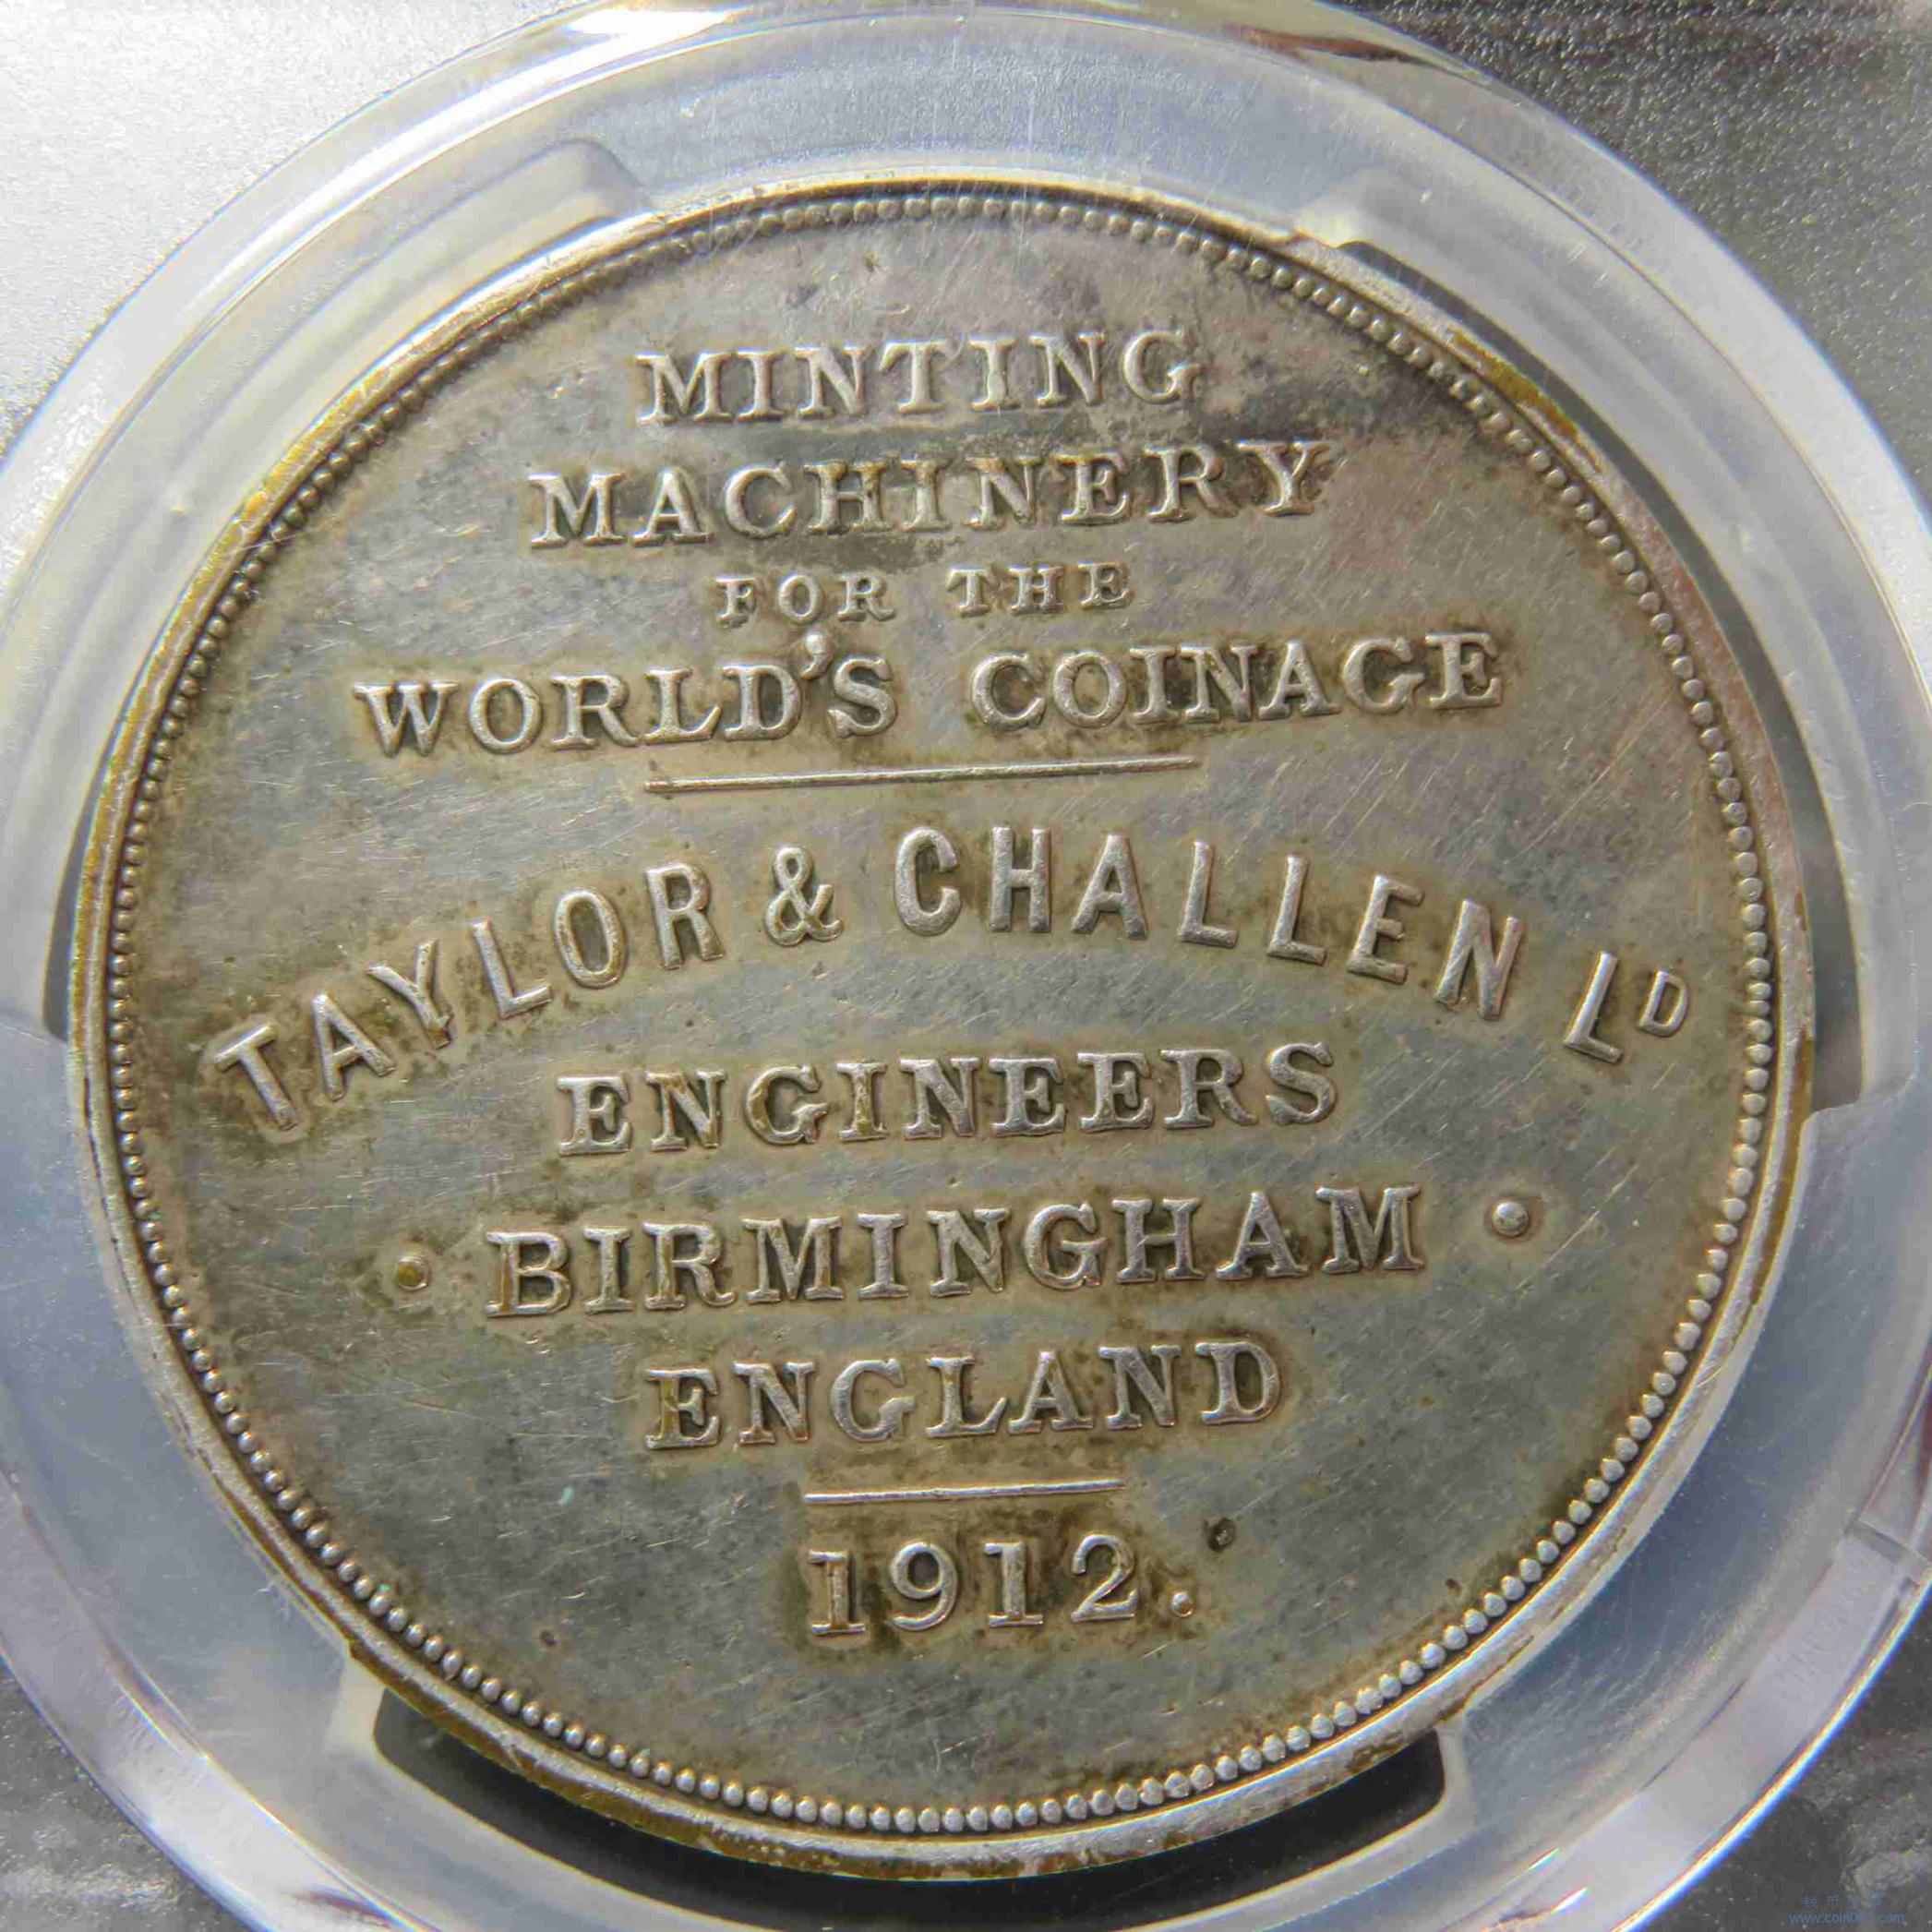 MINTING
MACHINERY
FOR THE
WORLD'S COINAGE
TAYLOR & CHALLEN LD
ENGINEERS
• BIRMINGHAM •
ENGLAND
1912.